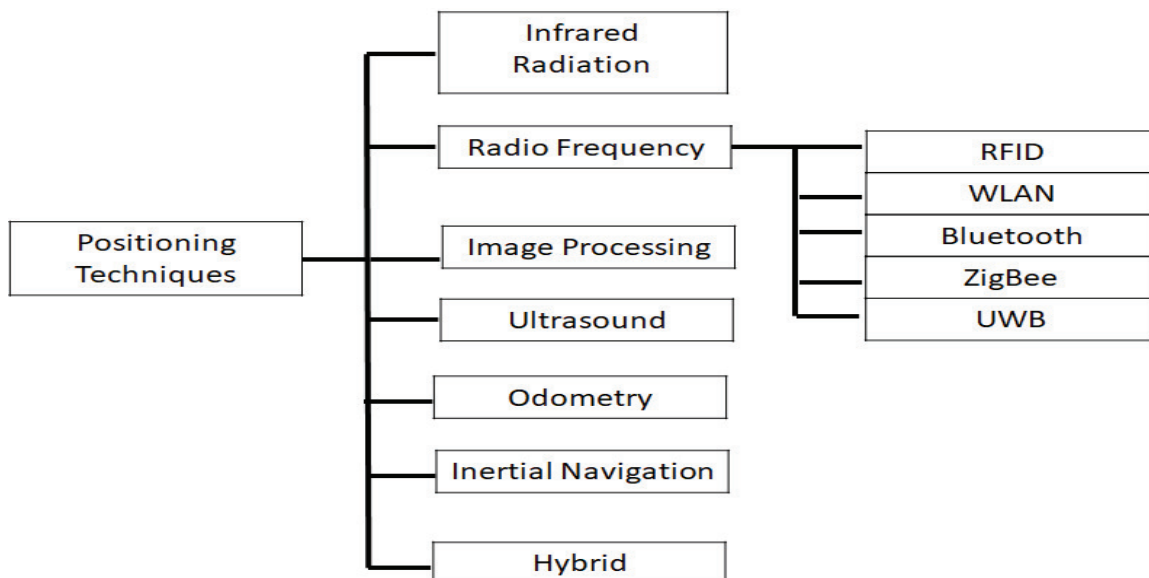 Positioning
Techniques
Infrared
Radiation
Radio Frequency
Image Processing
Ultrasound
Odometry
Inertial Navigation
Hybrid
RFID
WLAN
Bluetooth
ZigBee
UWB